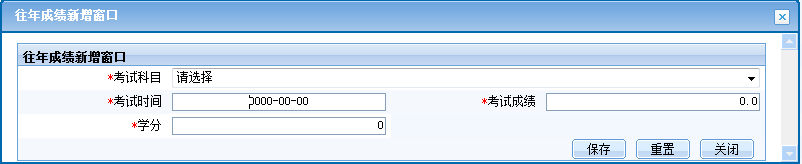 往年成绩新增窗口
往年成绩新增窗口
*考试科目 请选择
*考试时间 0000-00-00 *考试成绩 0.0
*学分 0
保存 重置 关闭